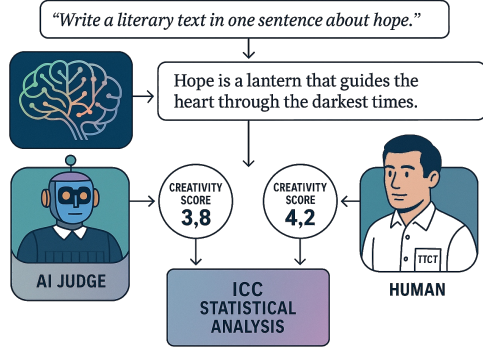 “Write a literary text in one sentence about hope.”
Hope is a lantern that guides the
heart through the darkest times.
CREATIVITY
SCORE
3,8
CREATIVITY
SCORE
4,2
TTCT
AI JUDGE
HUMAN
ICC
STATISTICAL
ANALYSIS